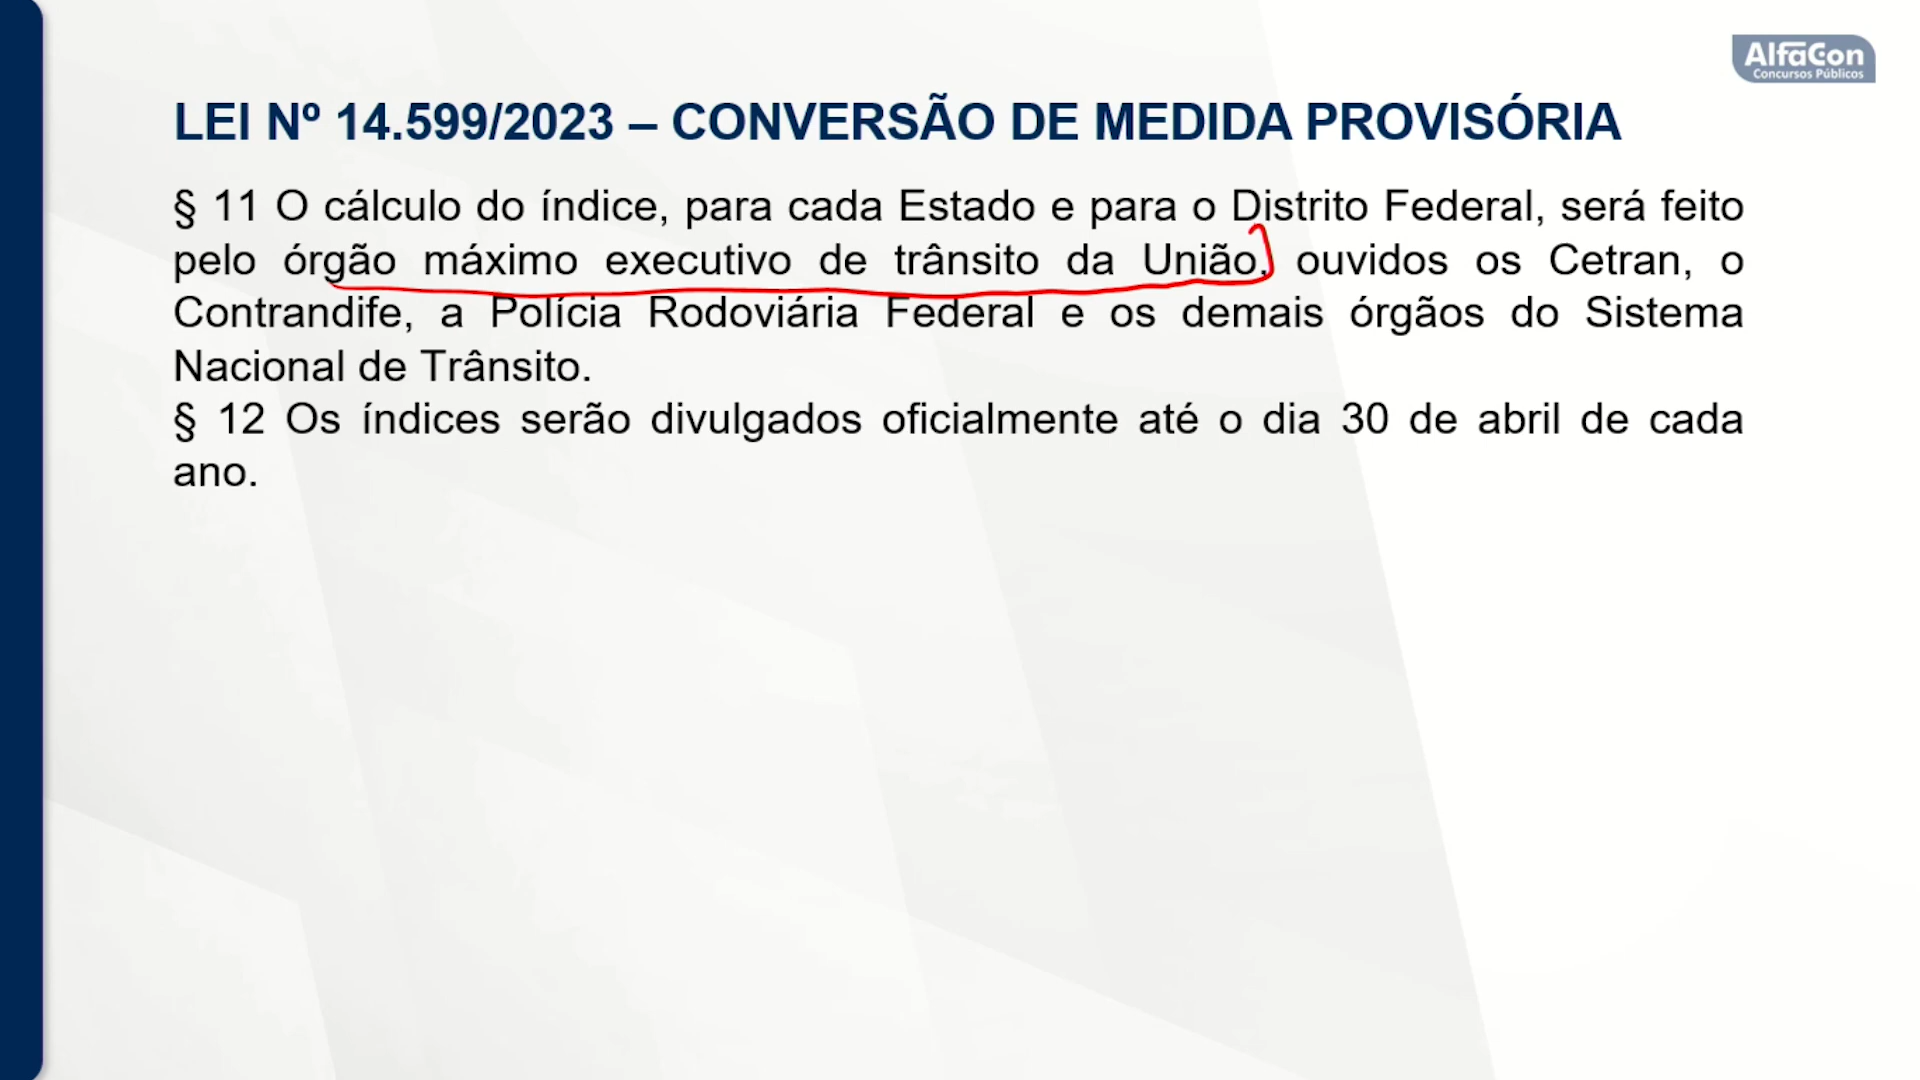 AlfaCon
Concursos Públicos
LEI Nº 14.599/2023 – CONVERSÃO DE MEDIDA PROVISÓRIA
§ 11 O cálculo do índice, para cada Estado e para o Distrito Federal, será feito
pelo órgão máximo executivo de trânsito da União, ouvidos os Cetran, o
Contrandife, a Polícia Rodoviária Federal e os demais órgãos do Sistema
Nacional de Trânsito.
§ 12 Os índices serão divulgados oficialmente até o dia 30 de abril de cada
ano.